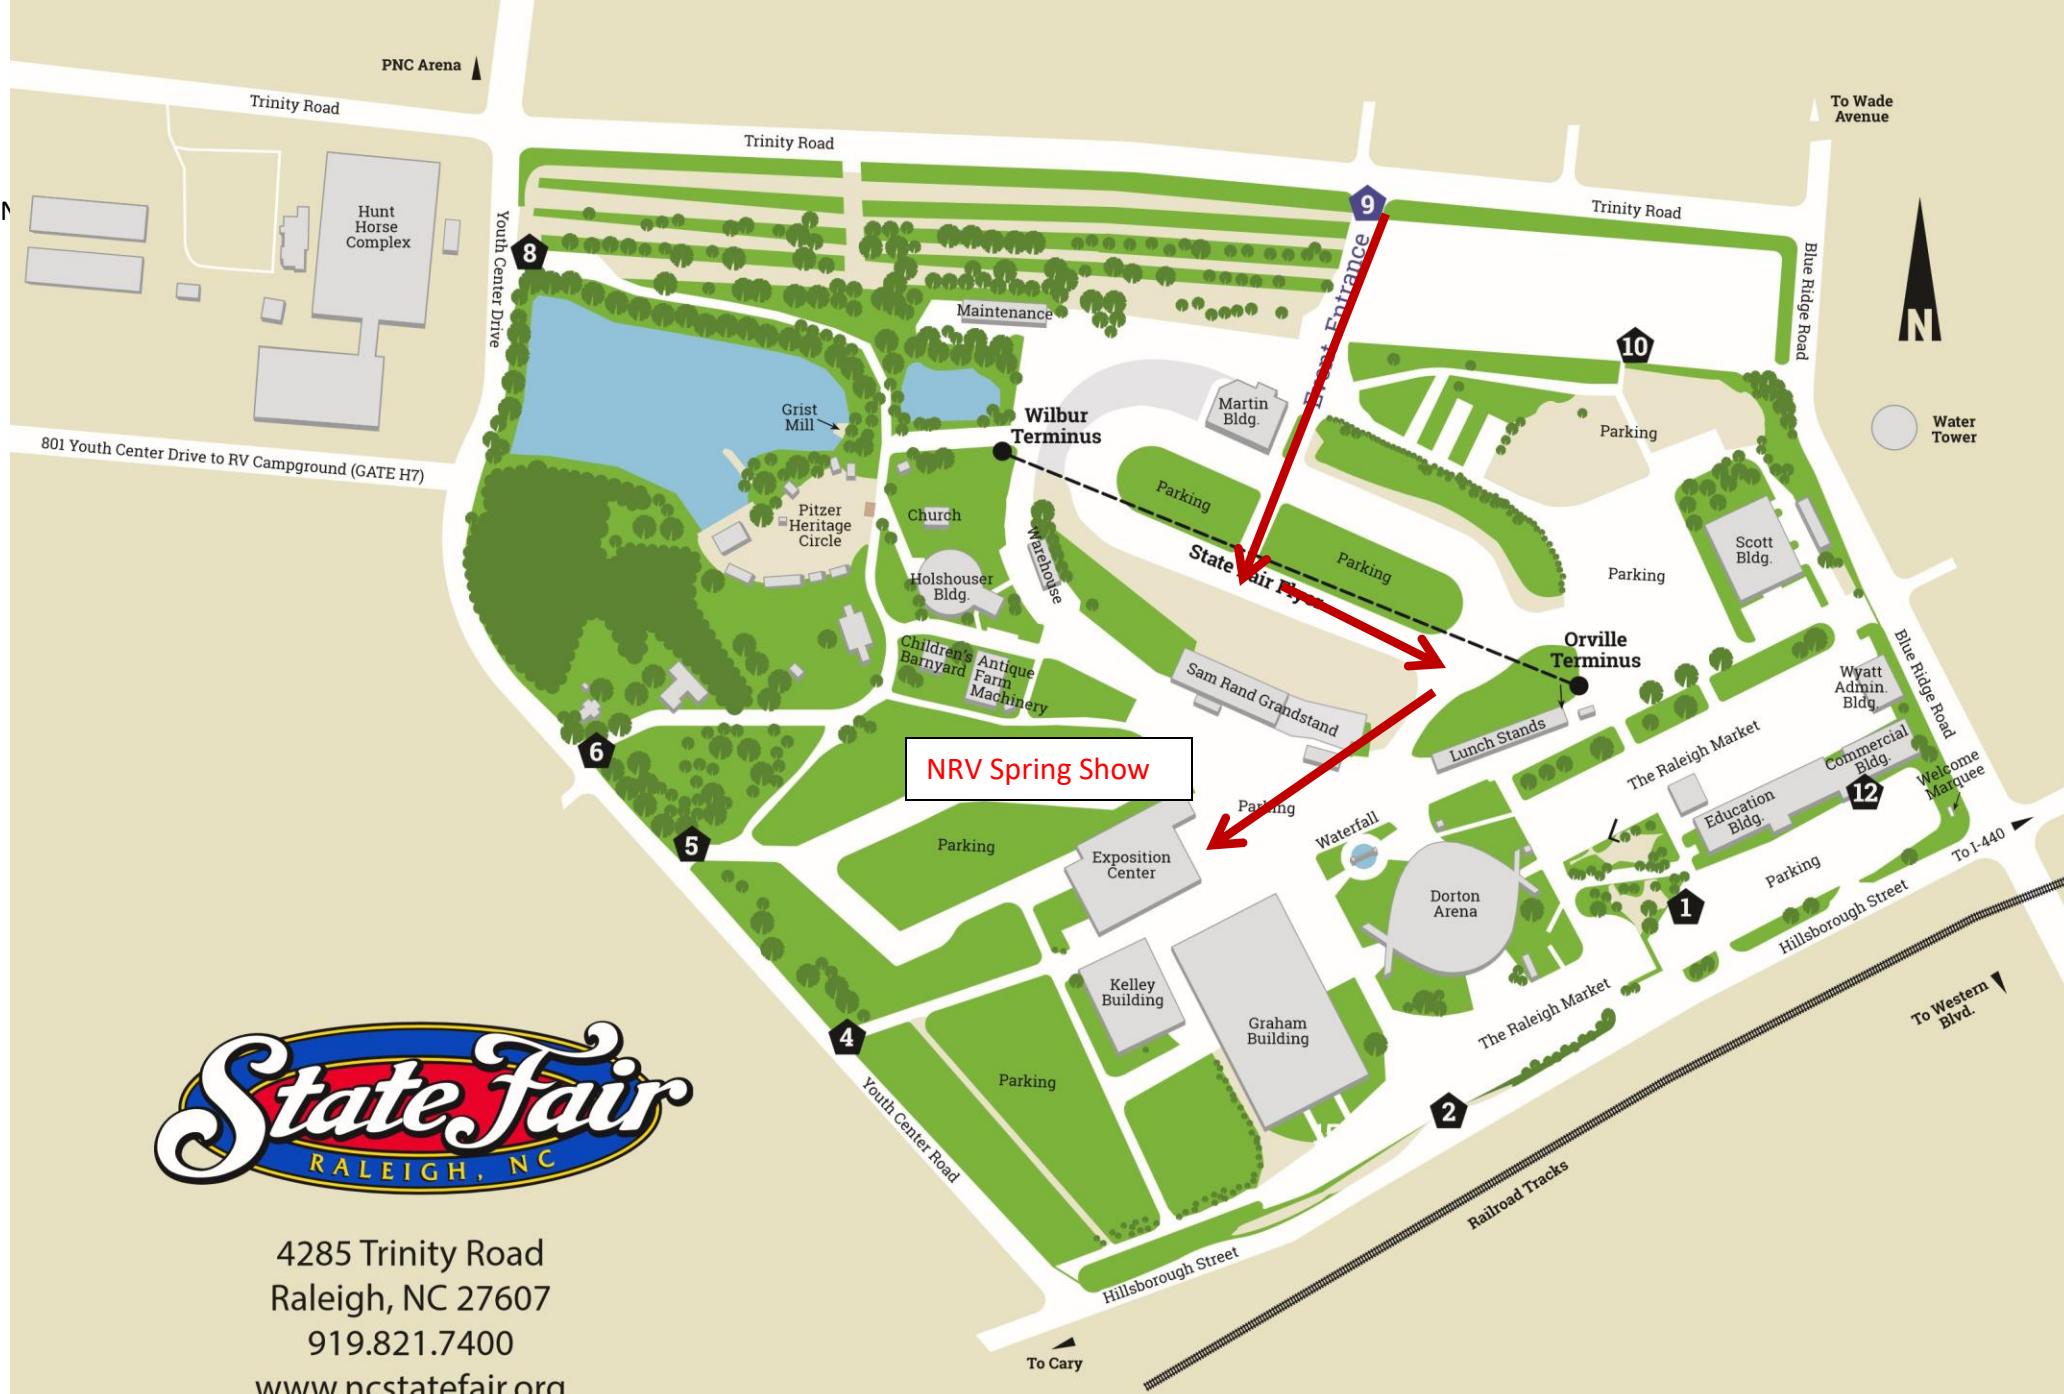 PNC Arena
Trinity Road
Trinity Road
To Wade
Avenue
N
Hunt
Horse
Complex
9
Trinity Road
Youth Center Drive
8
Event Entrance
Blue Ridge Road
Maintenance
10
N
Grist
Mill
Wilbur
Terminus
Martin
Bldg.
Parking
Water
Tower
801 Youth Center Drive to RV Campground (GATE H7)
Parking
Pitzer
Heritage
Circle
Church
Warehouse
State Fair Flyer
Parking
Parking
Scott
Bldg.
Holshouser
Bldg.
Children's
Barnyard
Antique
Farm
Machinery
Sam Rand Grandstand
Orville
Terminus
Blue Ridge Road
Wyatt
Admin.
Bldg.
6
Lunch Stands
The Raleigh Market
Commercial
Bldg.
Welcome
Marquee
NRV Spring Show
Parking
12
Education
Bldg.
Waterfall
5
Parking
Exposition
Center
To I-440
Parking
Dorton
Arena
1
Hillsborough Street
Kelley
Building
Graham
Building
The Raleigh Market
To Western
Blvd.
4
Parking
2
Youth Center Road
Railroad Tracks
State Fair
RALEIGH, NC
Hillsborough Street
To Cary
4285 Trinity Road
Raleigh, NC 27607
919.821.7400
www.ncstatefair.org